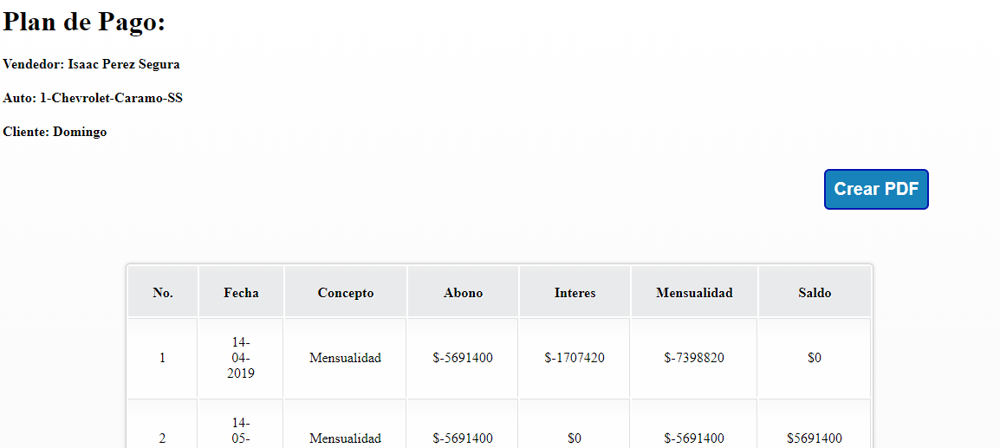 Plan de Pago:
Vendedor: Isaac Perez Segura
Auto: 1-Chevrolet-Caramo-SS
Cliente: Domingo
Crear PDF
No. Fecha Concepto Abono Interes Mensualidad Saldo
1 14-04-2019 Mensualidad $-5691400 $-1707420 $-7398820 $0
2 14-05- Mensualidad $-5691400 $0 $-5691400 $5691400